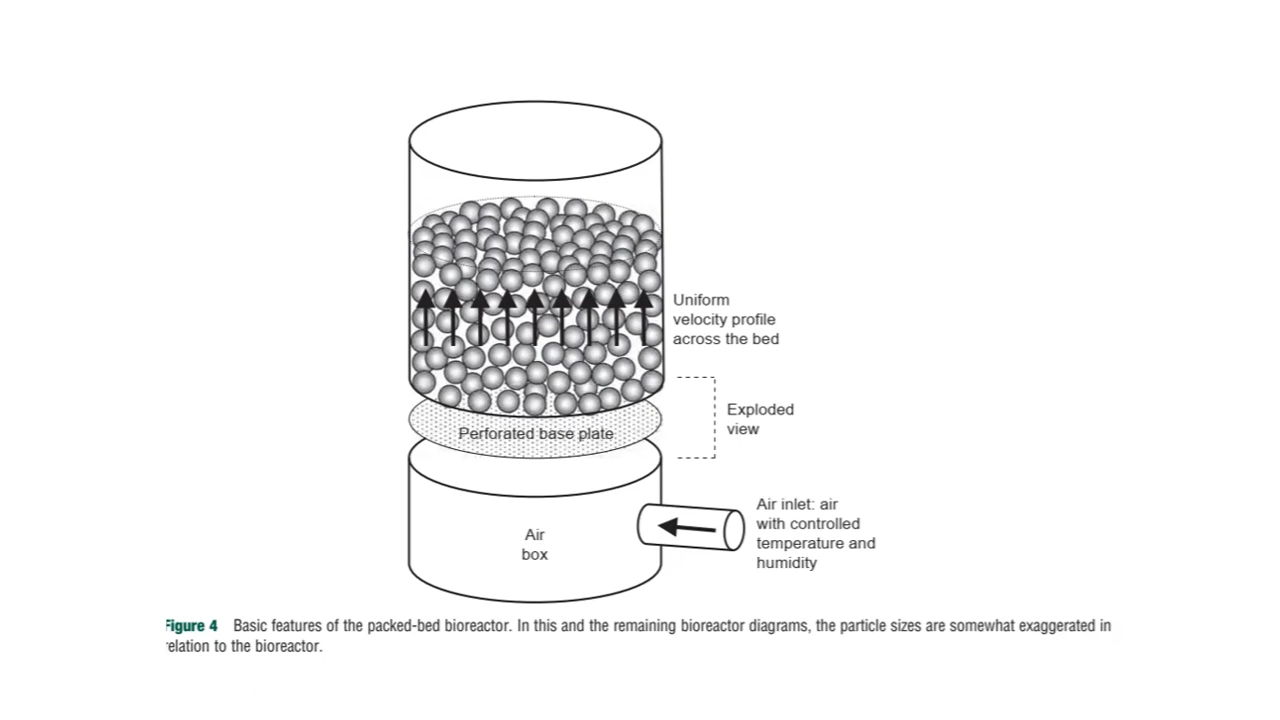 Uniform
velocity profile
across the bed
Exploded
view
Perforated base plate
Air inlet: air
with controlled
temperature and
humidity
Air
box
Figure 4 Basic features of the packed-bed bioreactor. In this and the remaining bioreactor diagrams, the particle sizes are somewhat exaggerated in
relation to the bioreactor.